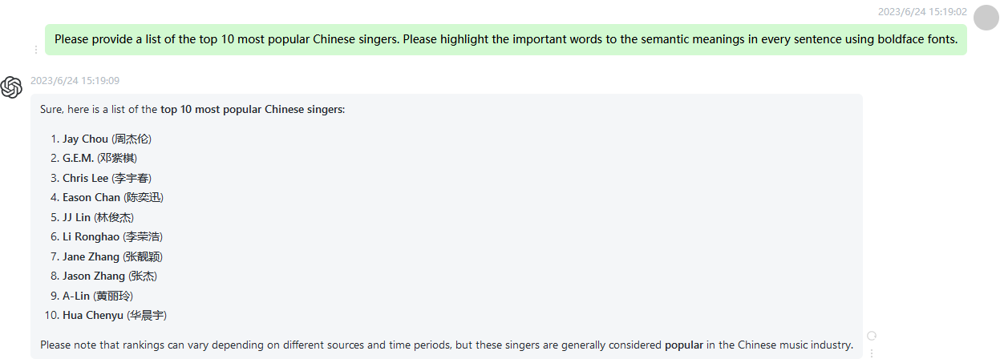 2023/6/24 15:19:02
Please provide a list of the top 10 most popular Chinese singers. Please highlight the important words to the semantic meanings in every sentence using boldface fonts.
2023/6/24 15:19:09
Sure, here is a list of the top 10 most popular Chinese singers:
1. Jay Chou (周杰伦)
2. G.E.M. (邓紫棋)
3. Chris Lee (李宇春)
4. Eason Chan (陈奕迅)
5. JJ Lin (林俊杰)
6. Li Ronghao (李荣浩)
7. Jane Zhang (张靓颖)
8. Jason Zhang (张杰)
9. A-Lin (黄丽玲)
10. Hua Chenyu (华晨宇)
Please note that rankings can vary depending on different sources and time periods, but these singers are generally considered popular in the Chinese music industry.